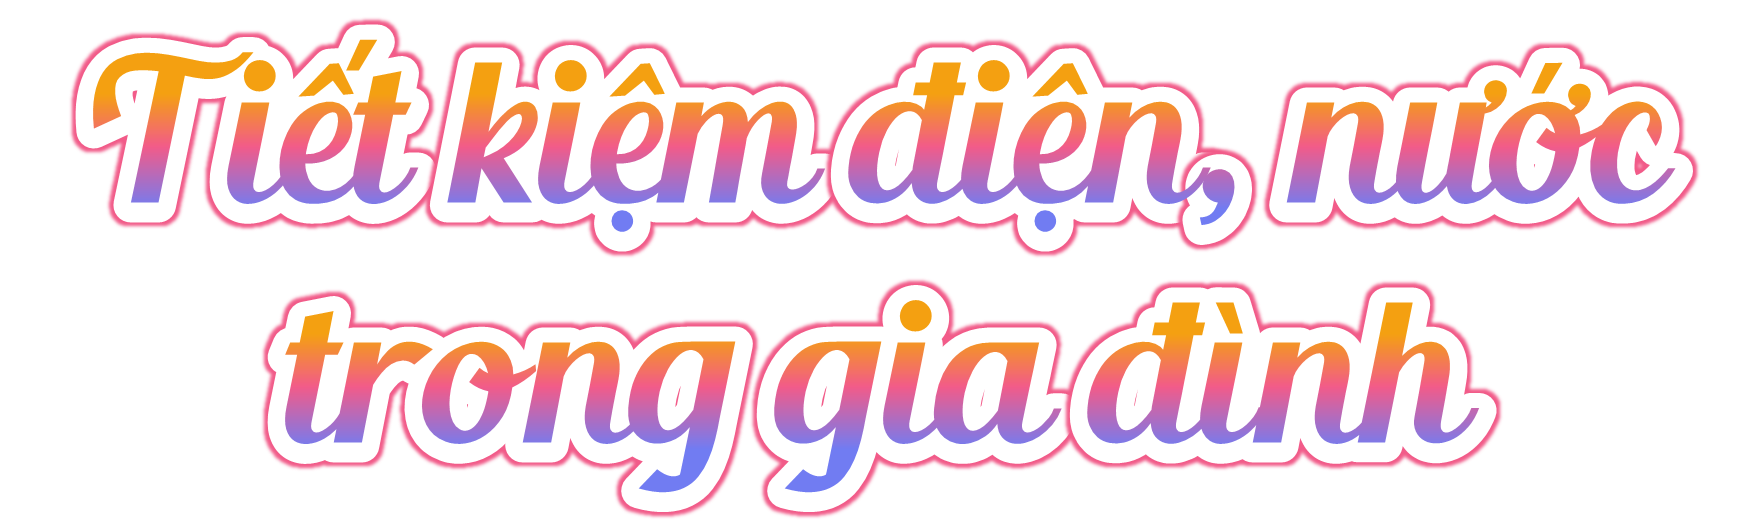 Tiết kiệm điện, nước
trong gia đình